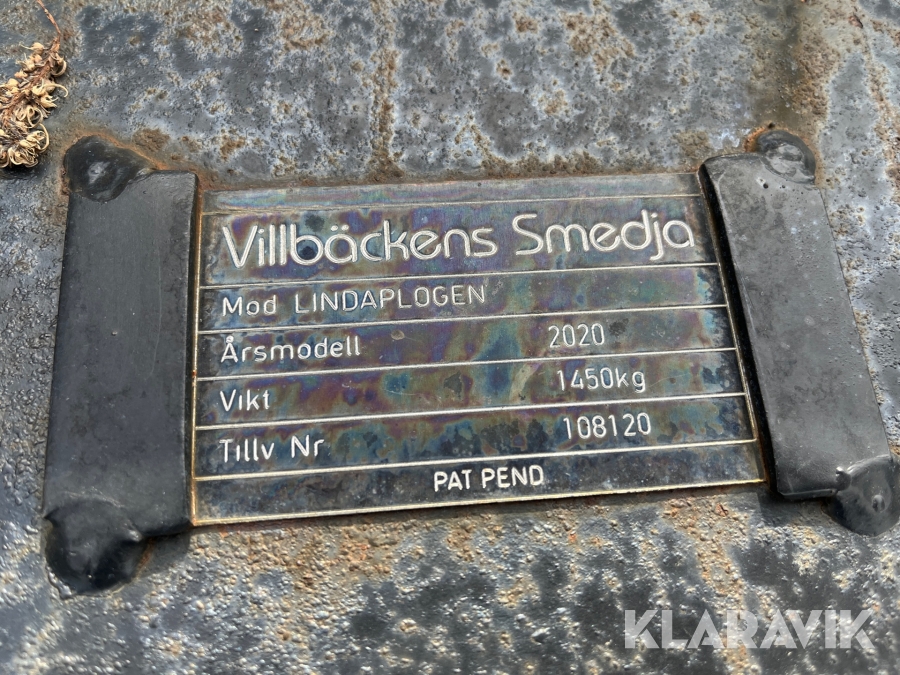 Villbäckens Smedja
Mod LINDAPLOGEN
Årsmodell 2020
Vikt 1450kg
Tillv Nr 108120
PAT PEND
KLARAVIK